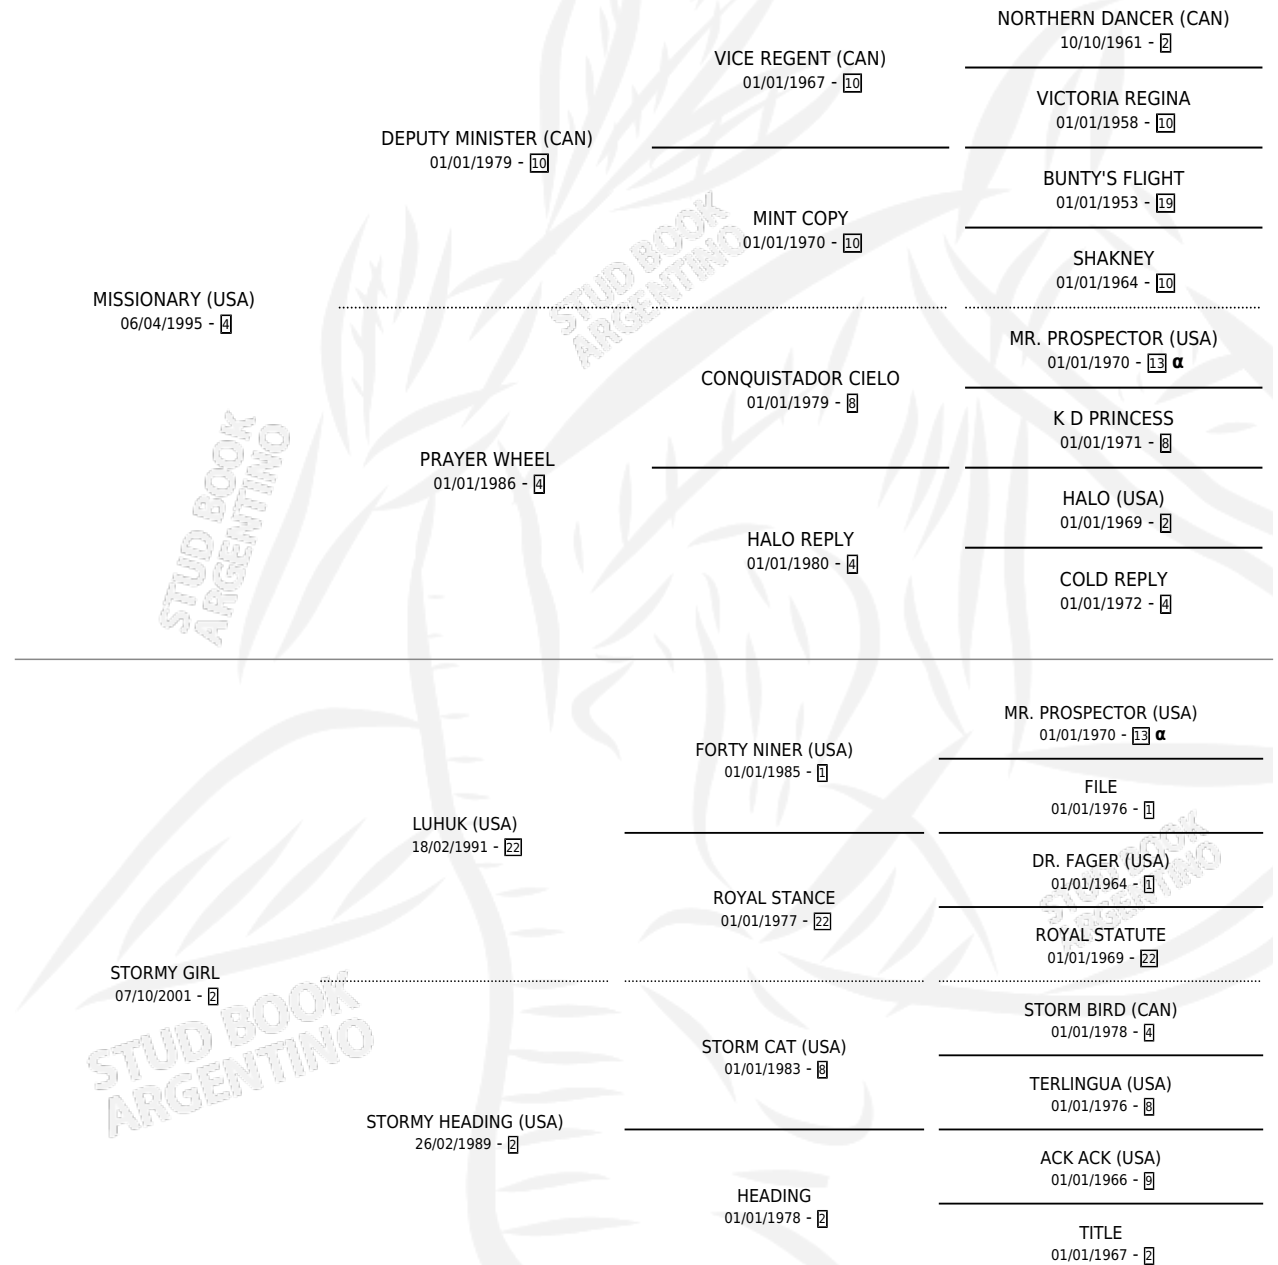 NORTHERN DANCER (CAN)
10/10/1961 - 2
VICE REGENT (CAN)
01/01/1967 - 10
VICTORIA REGINA
01/01/1958 - 10
DEPUTY MINISTER (CAN)
01/01/1979 - 10
BUNTY'S FLIGHT
01/01/1953 - 19
MINT COPY
01/01/1970 - 10
SHAKNEY
01/01/1964 - 10
MISSIONARY (USA)
06/04/1995 - 4
MR. PROSPECTOR (USA)
01/01/1970 - 13 α
CONQUISTADOR CIELO
01/01/1979 - 8
K D PRINCESS
01/01/1971 - 8
PRAYER WHEEL
01/01/1986 - 4
HALO (USA)
01/01/1969 - 2
HALO REPLY
01/01/1980 - 4
COLD REPLY
01/01/1972 - 4
MR. PROSPECTOR (USA)
01/01/1970 - 13 α
FORTY NINER (USA)
01/01/1985 - 1
FILE
01/01/1976 - 1
LUHUK (USA)
18/02/1991 - 22
DR. FAGER (USA)
01/01/1964 - 1
ROYAL STANCE
01/01/1977 - 22
ROYAL STATUTE
01/01/1969 - 22
STORMY GIRL
07/10/2001 - 2
STORM BIRD (CAN)
01/01/1978 - 4
STORM CAT (USA)
01/01/1983 - 8
TERLINGUA (USA)
01/01/1976 - 8
STORMY HEADING (USA)
26/02/1989 - 2
ACK ACK (USA)
01/01/1966 - 9
HEADING
01/01/1978 - 2
TITLE
01/01/1967 - 2
STUD BOOK
ARGENTINO
STUD BOOK
ARGENTINO
STUD BOOK
ARGENTINO
STUD BOOK
ARGENTINO